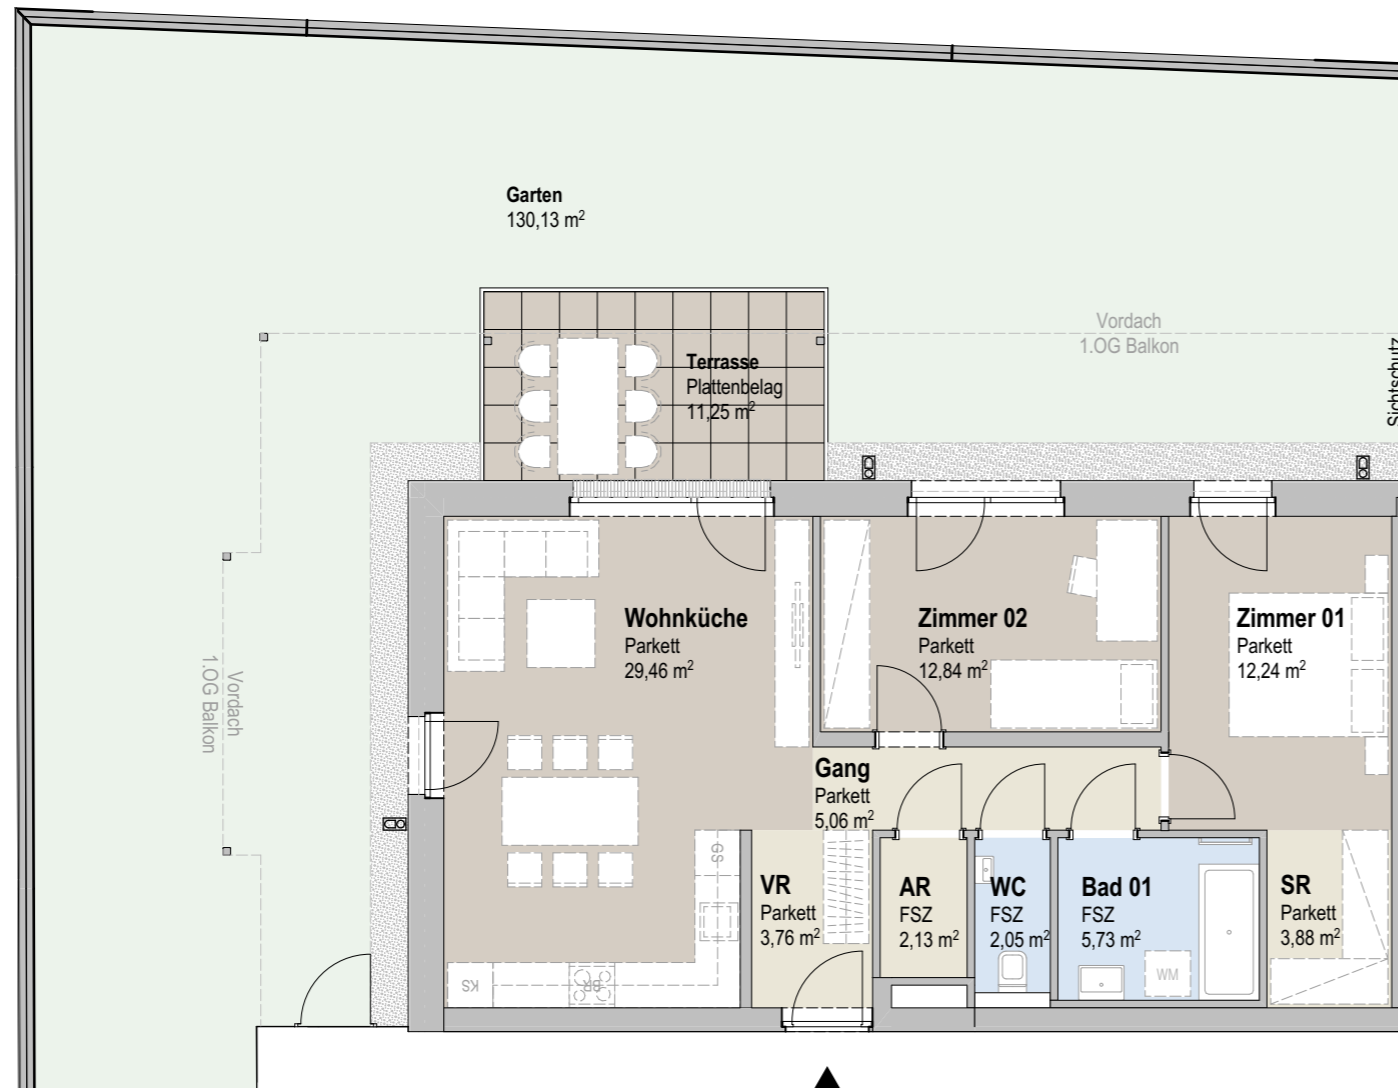 Garten
130,13 m²
Vordach
1.OG Balkon
Sichtschutz
Terrasse
Plattenbelag
11,25 m²
Wohnküche
Parkett
29,46 m²
Zimmer 02
Parkett
12,84 m²
Zimmer 01
Parkett
12,24 m²
Vordach
1.OG Balkon
Gang
Parkett
5,06 m²
GS
VR
Parkett
3,76 m²
AR
FSZ
2,13 m²
WC
FSZ
2,05 m²
Bad 01
FSZ
5,73 m²
SR
Parkett
3,88 m²
KS
BR
WM